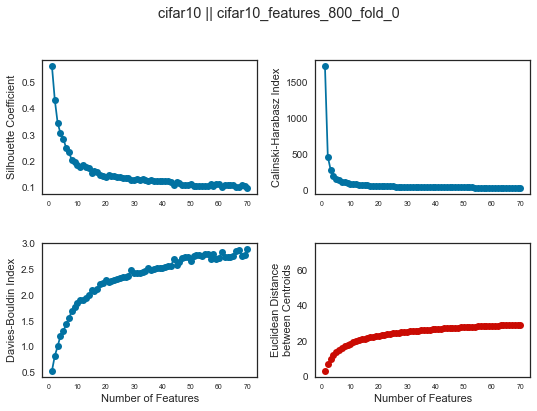 cifar10 || cifar10_features_800_fold_0
Silhouette Coefficient
0.5
0.4
0.3
0.2
0.1
0 10 20 30 40 50 60 70
Calinski-Harabasz Index
1500
1000
500
0
0 10 20 30 40 50 60 70
Davies-Bouldin Index
3.0
2.5
2.0
1.5
1.0
0.5
0 10 20 30 40 50 60 70
Number of Features
Euclidean Distance
between Centroids
60
40
20
0
0 10 20 30 40 50 60 70
Number of Features